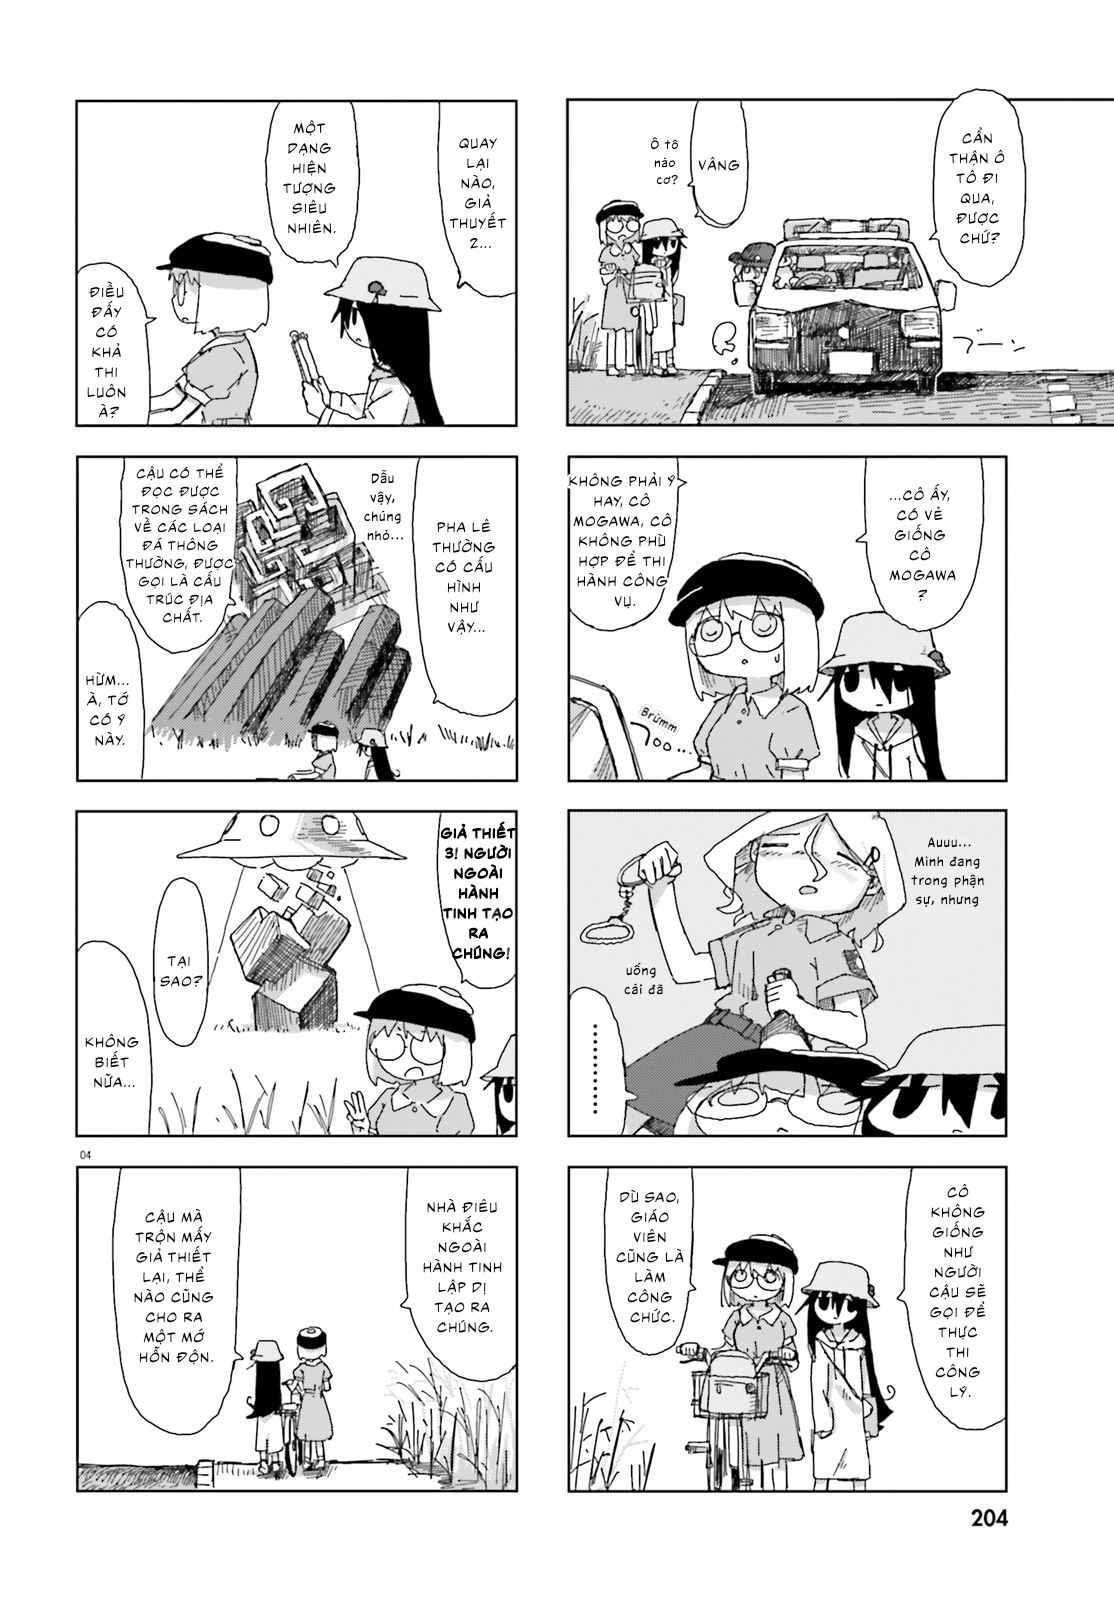 CẨN
THẬN Ô
TÔ ĐI
QUA,
ĐƯỢC
CHỨ?
VÂNG
Ô tô
nào
cơ?
ブーン
...CÔ ẤY,
CÓ VẺ
GIỐNG
CÔ
MOGAWA
?
KHÔNG PHẢI Ý
HAY, CÔ
MOGAWA, CÔ
KHÔNG PHÙ
HỢP ĐỂ THI
HÀNH CÔNG
VỤ.
Brừmm
Auuu...
Mình đang
trong phận
sự, nhưng
uống
cái đã
.........
CÔ
KHÔNG
GIỐNG
NHƯ
NGƯỜI
CẬU SẼ
GỌI ĐỂ
THỰC
THI
CÔNG
LÝ.
DÙ SAO,
GIÁO
VIÊN
CŨNG LÀ
LÀM
CÔNG
CHỨC.
QUAY
LẠI
NÀO,
GIẢ
THUYẾT
2...
MỘT
DẠNG
HIỆN
TƯỢNG
SIÊU
NHIÊN.
ĐIỀU
ĐẤY
CÓ
KHẢ
THI
LUÔN
À?
PHA LÊ
THƯỜNG
CÓ CẤU
HÌNH
NHƯ
VẬY...
Dẫu
vậy,
chúng
nhỏ...
CẬU CÓ THỂ
ĐỌC ĐƯỢC
TRONG SÁCH
VỀ CÁC LOẠI
ĐÁ THÔNG
THƯỜNG, ĐƯỢC
GỌI LÀ CẤU
TRÚC ĐỊA
CHẤT.
HỪM...
À, TỚ
CÓ Ý
NÀY.
GIẢ THIẾT
3! NGƯỜI
NGOÀI
HÀNH
TINH TẠO
RA
CHÚNG!
TẠI
SAO?
KHÔNG
BIẾT
NỮA...
04
NHÀ ĐIÊU
KHẮC
NGOÀI
HÀNH TINH
LẬP DỊ
TẠO RA
CHÚNG.
CẬU MÀ
TRỘN MẤY
GIẢ THIẾT
LẠI, THỂ
NÀO CŨNG
CHO RA
MỘT MỚ
HỖN ĐỘN.
204